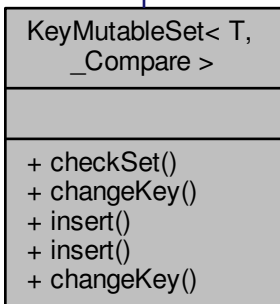 KeyMutableSet< T,
_Compare >
+ checkSet()
+ changeKey()
+ insert()
+ insert()
+ changeKey()